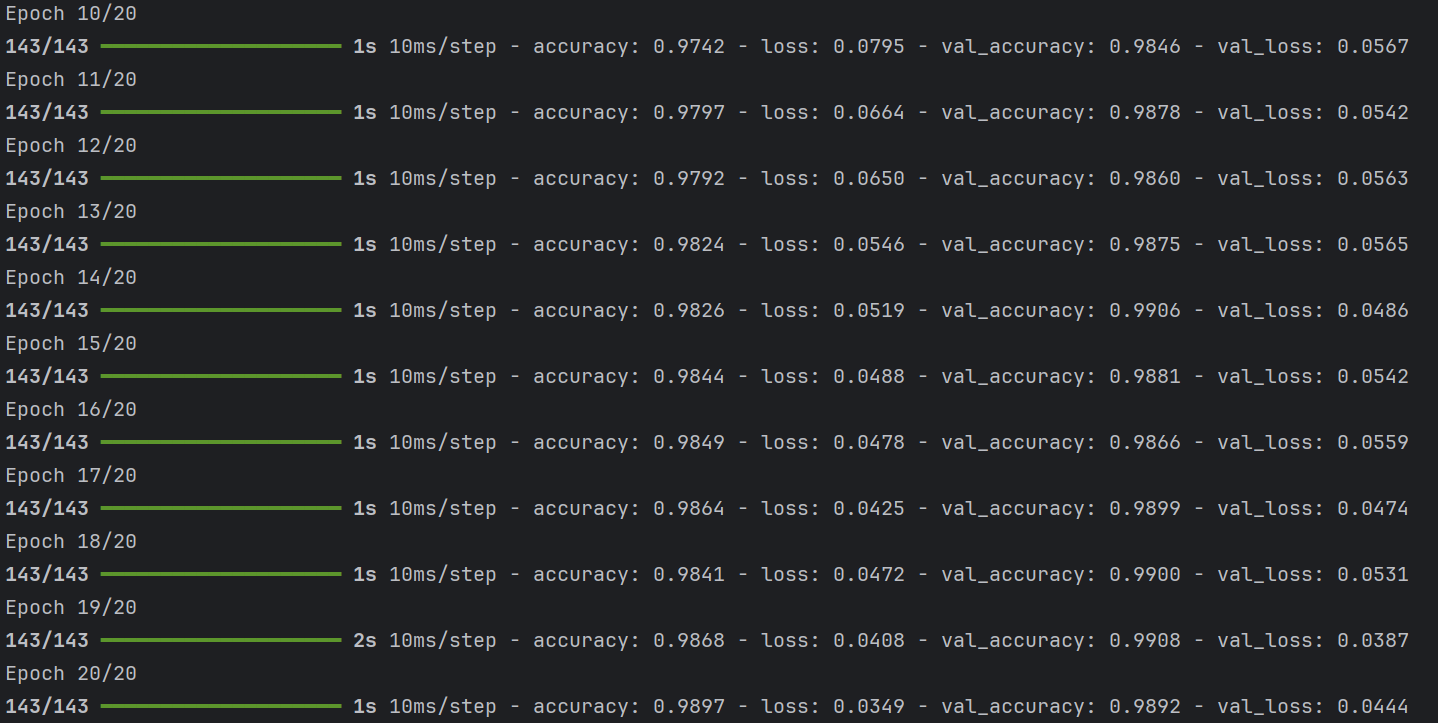 Epoch 10/20
143/143 ━━━━━━━━━━━━━━━━━━━━ 1s 10ms/step - accuracy: 0.9742 - loss: 0.0795 - val_accuracy: 0.9846 - val_loss: 0.0567
Epoch 11/20
143/143 ━━━━━━━━━━━━━━━━━━━━ 1s 10ms/step - accuracy: 0.9797 - loss: 0.0664 - val_accuracy: 0.9878 - val_loss: 0.0542
Epoch 12/20
143/143 ━━━━━━━━━━━━━━━━━━━━ 1s 10ms/step - accuracy: 0.9792 - loss: 0.0650 - val_accuracy: 0.9860 - val_loss: 0.0563
Epoch 13/20
143/143 ━━━━━━━━━━━━━━━━━━━━ 1s 10ms/step - accuracy: 0.9824 - loss: 0.0546 - val_accuracy: 0.9875 - val_loss: 0.0565
Epoch 14/20
143/143 ━━━━━━━━━━━━━━━━━━━━ 1s 10ms/step - accuracy: 0.9826 - loss: 0.0519 - val_accuracy: 0.9906 - val_loss: 0.0486
Epoch 15/20
143/143 ━━━━━━━━━━━━━━━━━━━━ 1s 10ms/step - accuracy: 0.9844 - loss: 0.0488 - val_accuracy: 0.9881 - val_loss: 0.0542
Epoch 16/20
143/143 ━━━━━━━━━━━━━━━━━━━━ 1s 10ms/step - accuracy: 0.9849 - loss: 0.0478 - val_accuracy: 0.9866 - val_loss: 0.0559
Epoch 17/20
143/143 ━━━━━━━━━━━━━━━━━━━━ 1s 10ms/step - accuracy: 0.9864 - loss: 0.0425 - val_accuracy: 0.9899 - val_loss: 0.0474
Epoch 18/20
143/143 ━━━━━━━━━━━━━━━━━━━━ 1s 10ms/step - accuracy: 0.9841 - loss: 0.0472 - val_accuracy: 0.9900 - val_loss: 0.0531
Epoch 19/20
143/143 ━━━━━━━━━━━━━━━━━━━━ 2s 10ms/step - accuracy: 0.9868 - loss: 0.0408 - val_accuracy: 0.9908 - val_loss: 0.0387
Epoch 20/20
143/143 ━━━━━━━━━━━━━━━━━━━━ 1s 10ms/step - accuracy: 0.9897 - loss: 0.0349 - val_accuracy: 0.9892 - val_loss: 0.0444